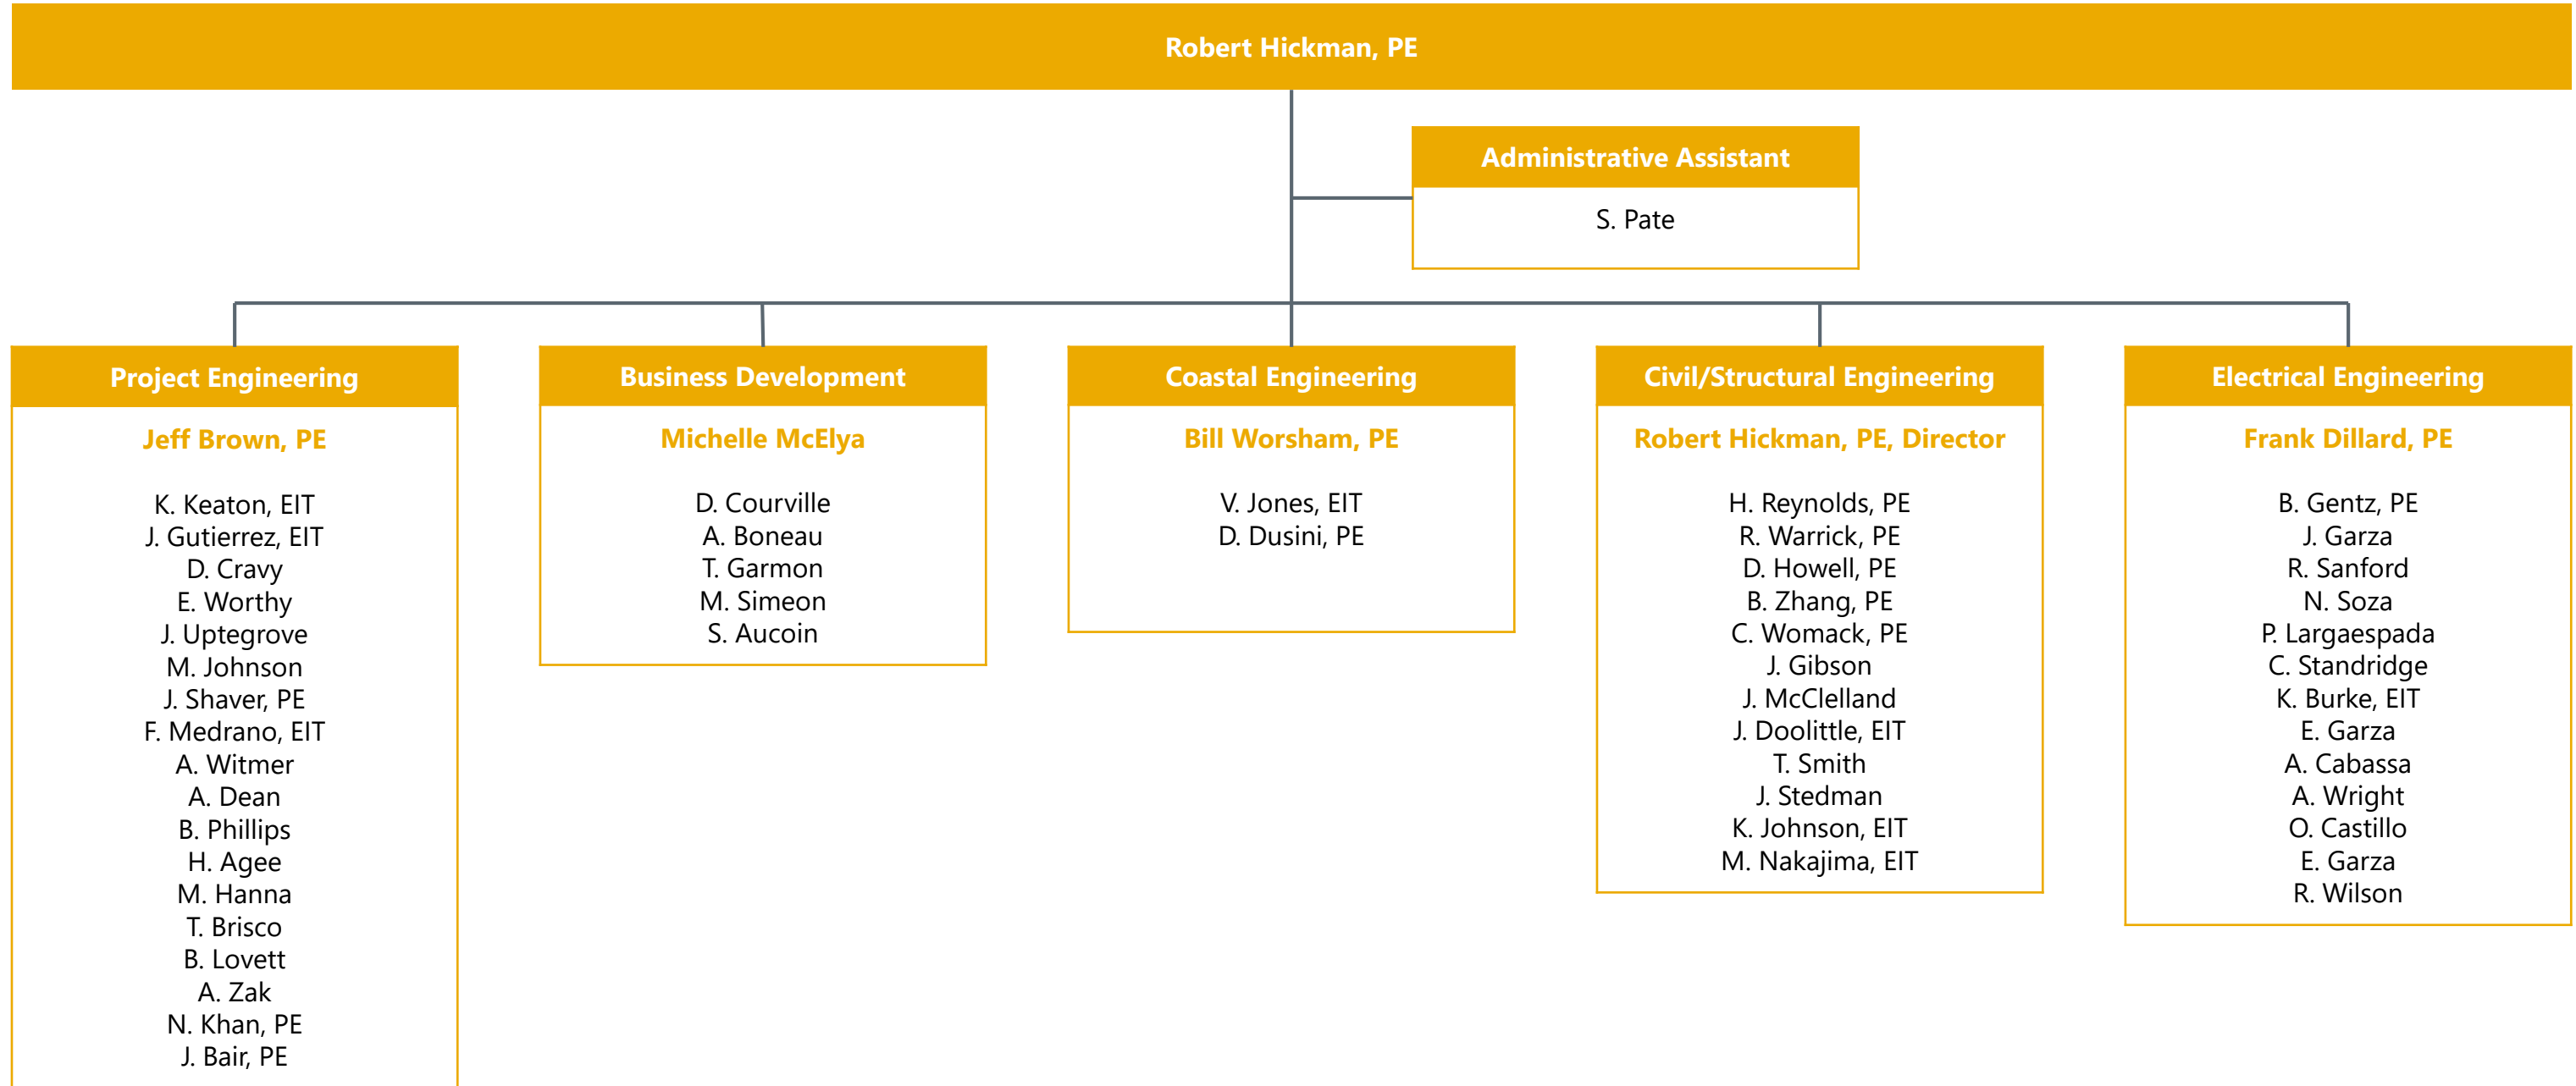 Robert Hickman, PE
Administrative Assistant
S. Pate
Project Engineering
Jeff Brown, PE
K. Keaton, EIT
J. Gutierrez, EIT
D. Cravy
E. Worthy
J. Uptegrove
M. Johnson
J. Shaver, PE
F. Medrano, EIT
A. Witmer
A. Dean
B. Phillips
H. Agee
M. Hanna
T. Brisco
B. Lovett
A. Zak
N. Khan, PE
J. Bair, PE
Business Development
Michelle McElya
D. Courville
A. Boneau
T. Garmon
M. Simeon
S. Aucoin
Coastal Engineering
Bill Worsham, PE
V. Jones, EIT
D. Dusini, PE
Civil/Structural Engineering
Robert Hickman, PE, Director
H. Reynolds, PE
R. Warrick, PE
D. Howell, PE
B. Zhang, PE
C. Womack, PE
J. Gibson
J. McClelland
J. Doolittle, EIT
T. Smith
J. Stedman
K. Johnson, EIT
M. Nakajima, EIT
Electrical Engineering
Frank Dillard, PE
B. Gentz, PE
J. Garza
R. Sanford
N. Soza
P. Largaespada
C. Standridge
K. Burke, EIT
E. Garza
A. Cabassa
A. Wright
O. Castillo
E. Garza
R. Wilson